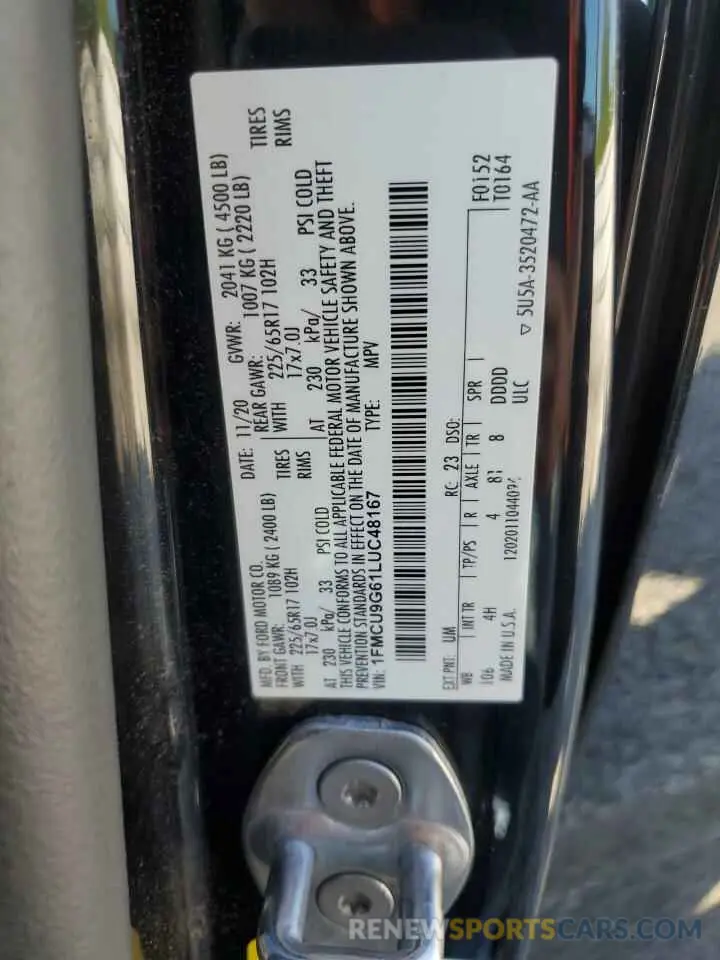 MFD. BY FORD MOTOR CO. DATE: 11/20 GVWR: 2041 KG ( 4500 LB)
FRONT GAWR: 1089 KG ( 2400 LB) REAR GAWR: 1007 KG ( 2220 LB)
WITH 225/65R17 102H TIRES WITH 225/65R17 102H TIRES
17x7.0J RIMS 17x7.0J RIMS
AT 230 kPa/ 33 PSI COLD AT 230 kPa/ 33 PSI COLD
THIS VEHICLE CONFORMS TO ALL APPLICABLE FEDERAL MOTOR VEHICLE SAFETY AND THEFT
PREVENTION STANDARDS IN EFFECT ON THE DATE OF MANUFACTURE SHOWN ABOVE.
VIN: 1FMCU9G61LUC48167 TYPE: MPV
EXT PNT: UM RC: 23 DSO: F0152
WB INT TR TP/PS R AXLE TR SPR T0164
106 4H 4 8 DDDD
MADE IN U.S.A. ULC ▽ 5U5A-3520472-AA
RENEWSPORTSCARS.COM